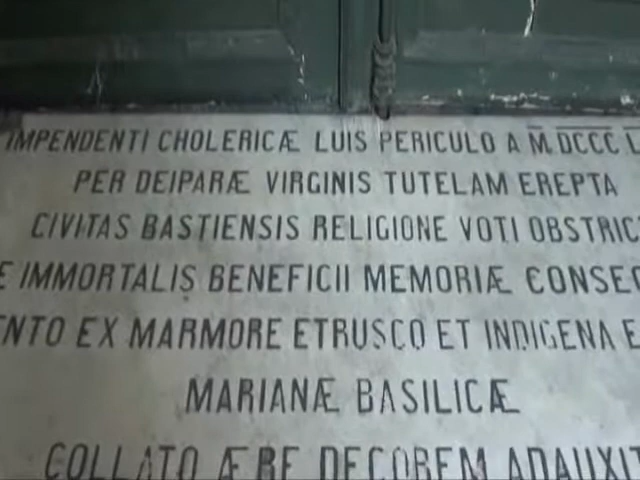 IMPENDENTI CHOLERICÆ LUIS PERICULO A M. DCCC
PER DEIPARÆ VIRGINIS TUTELAM EREPTA
CIVITAS BASTIENSIS RELIGIONE VOTI OBSTRIC
E IMMORTALIS BENEFICII MEMORIÆ CONSE
NTO EX MARMORE ETRUSCO ET INDIGENA E
MARIANÆ BASILICÆ
COLLATO ÆRE DECOREM ADAUXIT